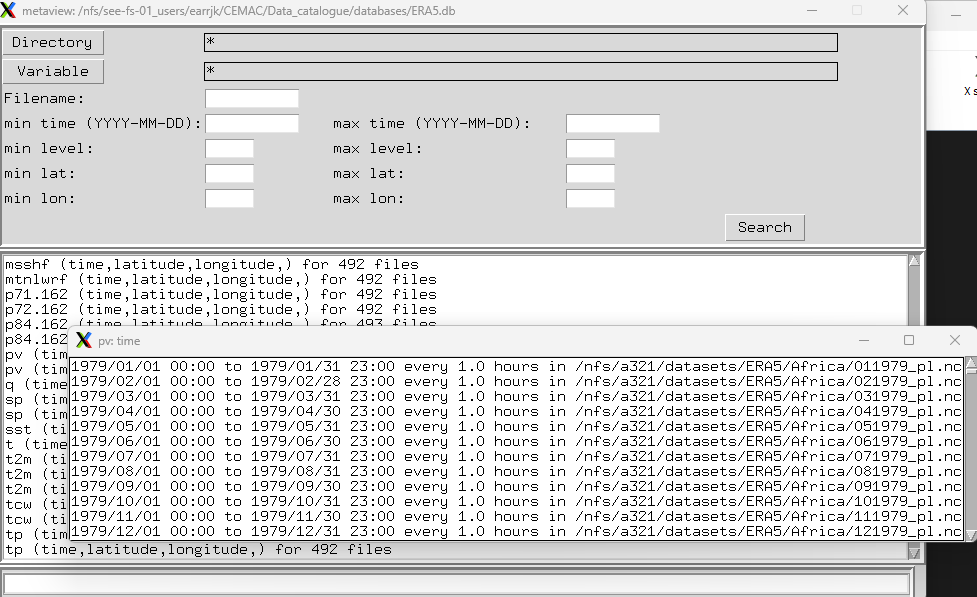 metaview: /nfs/see-fs-01_users/earrjk/CEMAC/Data_catalogue/databases/ERA5.db
Directory *
Variable *
Filename:
min time (YYYY-MM-DD): max time (YYYY-MM-DD):
min level: max level:
min lat: max lat:
min lon: max lon:
Search
msshf (time,latitude,longitude,) for 492 files
mtnlwrf (time,latitude,longitude,) for 492 files
p71.162 (time,latitude,longitude,) for 492 files
p72.162 (time,latitude,longitude,) for 492 files
p84.162 (time,latitude,longitude,) for 493 files
p84.162
pv (tim
pv (tim
q (time
sp (tim
sp (tim
sst (ti
t (time
t2m (ti
t2m (ti
t2m (ti
tcw (ti
tcw (ti
tp (tim
tp (time,latitude,longitude,) for 492 files
pv: time
1979/01/01 00:00 to 1979/01/31 23:00 every 1.0 hours in /nfs/a321/datasets/ERA5/Africa/011979_pl.nc
1979/02/01 00:00 to 1979/02/28 23:00 every 1.0 hours in /nfs/a321/datasets/ERA5/Africa/021979_pl.nc
1979/03/01 00:00 to 1979/03/31 23:00 every 1.0 hours in /nfs/a321/datasets/ERA5/Africa/031979_pl.nc
1979/04/01 00:00 to 1979/04/30 23:00 every 1.0 hours in /nfs/a321/datasets/ERA5/Africa/041979_pl.nc
1979/05/01 00:00 to 1979/05/31 23:00 every 1.0 hours in /nfs/a321/datasets/ERA5/Africa/051979_pl.nc
1979/06/01 00:00 to 1979/06/30 23:00 every 1.0 hours in /nfs/a321/datasets/ERA5/Africa/061979_pl.nc
1979/07/01 00:00 to 1979/07/31 23:00 every 1.0 hours in /nfs/a321/datasets/ERA5/Africa/071979_pl.nc
1979/08/01 00:00 to 1979/08/31 23:00 every 1.0 hours in /nfs/a321/datasets/ERA5/Africa/081979_pl.nc
1979/09/01 00:00 to 1979/09/30 23:00 every 1.0 hours in /nfs/a321/datasets/ERA5/Africa/091979_pl.nc
1979/10/01 00:00 to 1979/10/31 23:00 every 1.0 hours in /nfs/a321/datasets/ERA5/Africa/101979_pl.nc
1979/11/01 00:00 to 1979/11/30 23:00 every 1.0 hours in /nfs/a321/datasets/ERA5/Africa/111979_pl.nc
1979/12/01 00:00 to 1979/12/31 23:00 every 1.0 hours in /nfs/a321/datasets/ERA5/Africa/121979_pl.nc